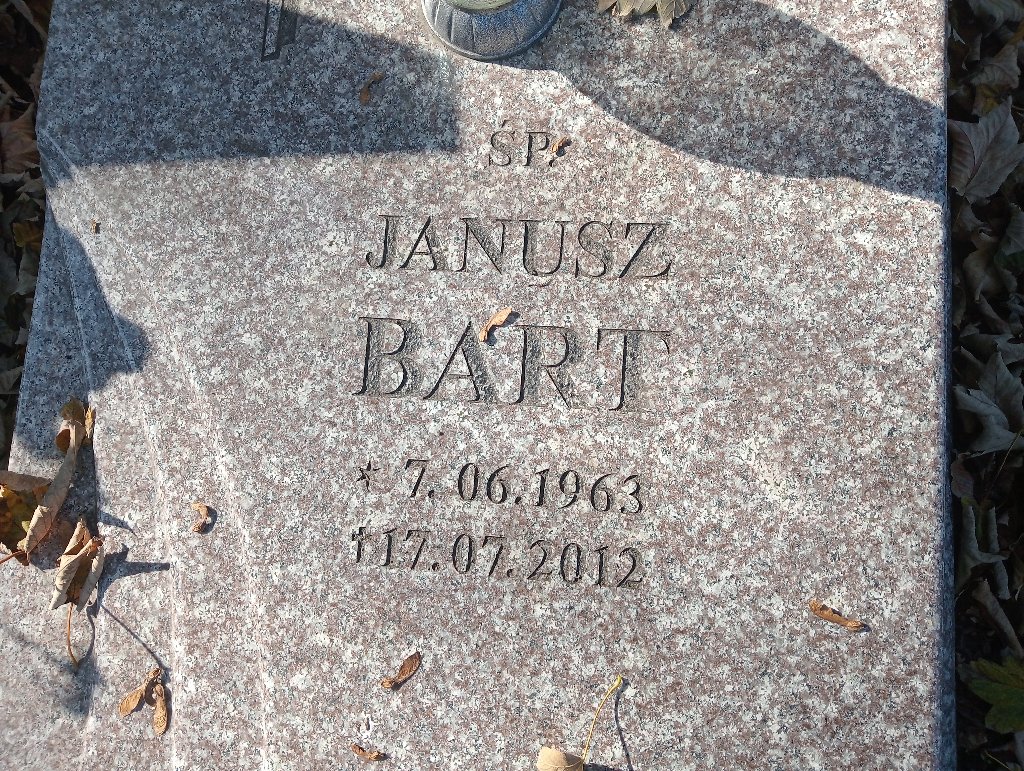 ŚP.
JANUSZ
BART
* 7.06.1963
†17.07.2012